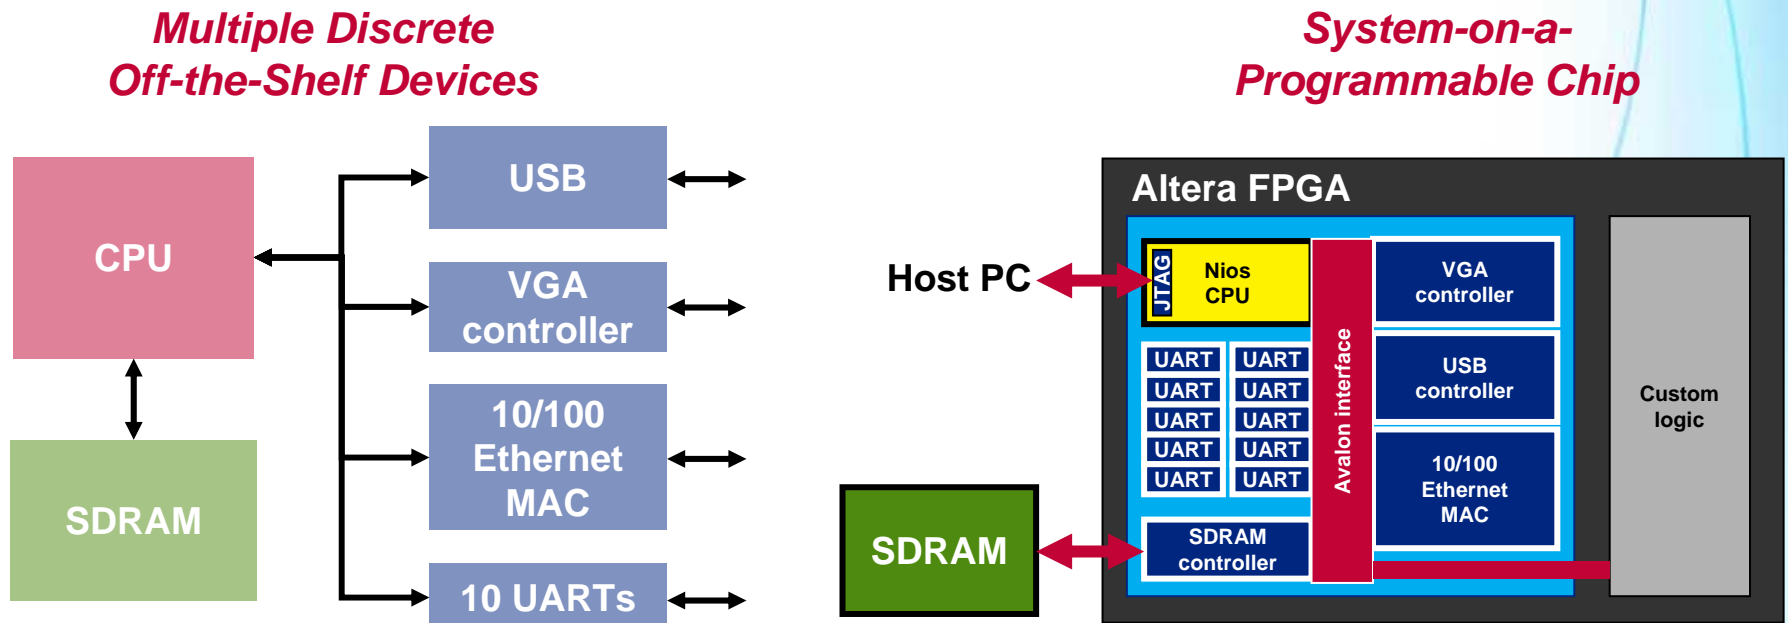 Multiple Discrete
Off-the-Shelf Devices
CPU
SDRAM
USB
VGA
controller
10/100
Ethernet
MAC
10 UARTs
System-on-a-
Programmable Chip
Altera FPGA
Host PC
JTAG
Nios
CPU
UART UART
UART UART
UART UART
UART UART
UART UART
SDRAM
SDRAM
controller
Avalon interface
VGA
controller
USB
controller
10/100
Ethernet
MAC
Custom
logic